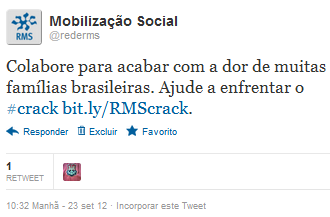 RMS
Mobilização Social
@rederms
Colabore para acabar com a dor de muitas
famílias brasileiras. Ajude a enfrentar o
#crack bit.ly/RMScrack.
Responder Excluir Favorito
1
RETWEET
10:32 Manhã - 23 set 12 · Incorporar este Tweet